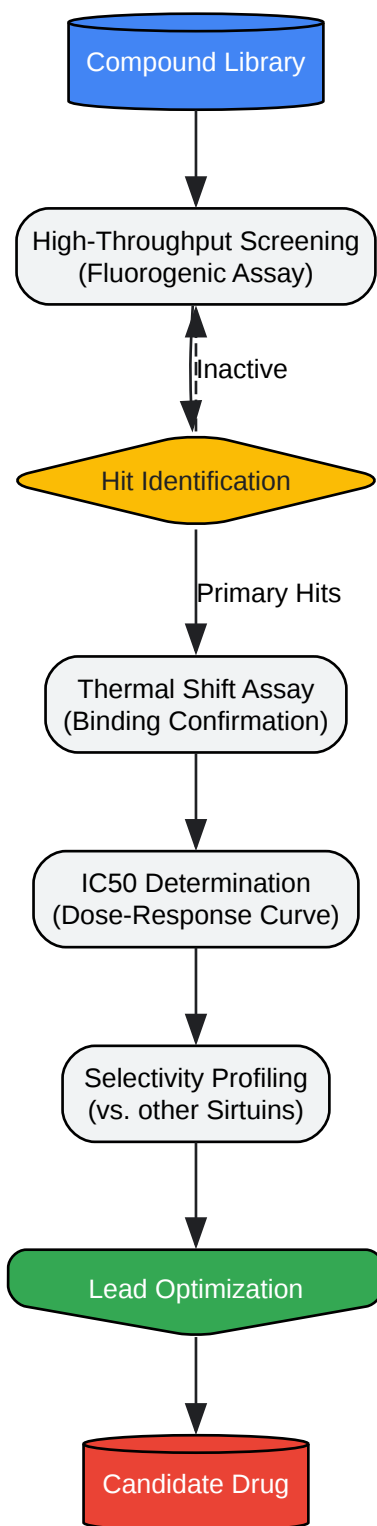 Compound Library
High-Throughput Screening
(Fluorogenic Assay)
Inactive
Hit Identification
Primary Hits
Thermal Shift Assay
(Binding Confirmation)
IC50 Determination
(Dose-Response Curve)
Selectivity Profiling
(vs. other Sirtuins)
Lead Optimization
Candidate Drug